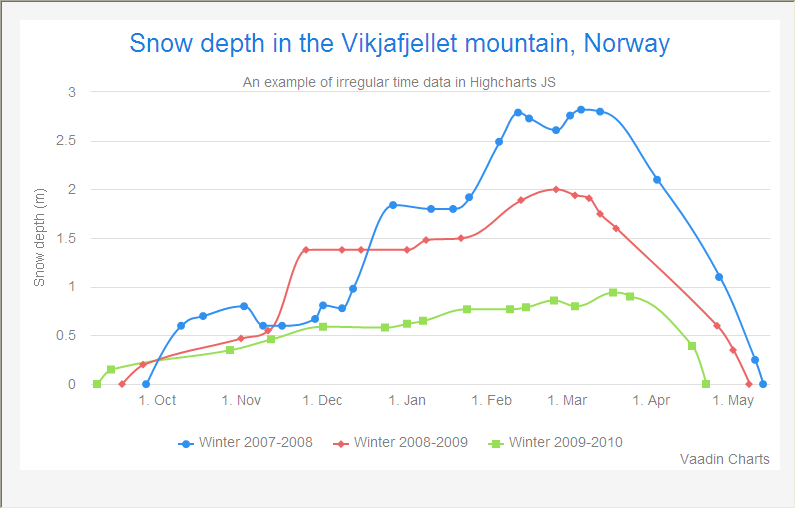 Snow depth in the Vikjafjellet mountain, Norway
An example of irregular time data in Highcharts JS
Snow depth (m)
3
2.5
2
1.5
1
0.5
0
1. Oct 1. Nov 1. Dec 1. Jan 1. Feb 1. Mar 1. Apr 1. May
Winter 2007-2008 Winter 2008-2009 Winter 2009-2010
Vaadin Charts